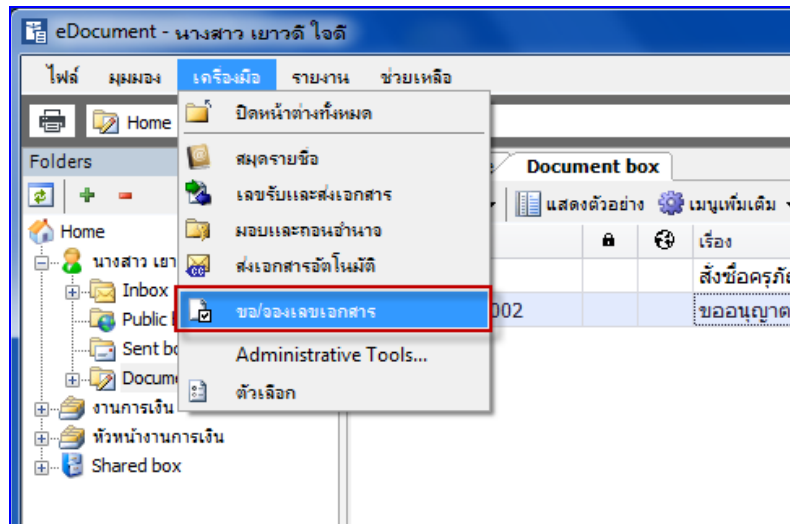 eDocument - นางสาว เยาวดี ใจดี
ไฟล์ มุมมอง เครื่องมือ รายงาน ช่วยเหลือ
Home
ปิดหน้าต่างทั้งหมด
Folders
สมุดรายชื่อ
Document box
เลขรับและส่งเอกสาร
แสดงตัวอย่าง เมนูเพิ่มเติม
Home
มอบและถอนอำนาจ
เรื่อง
นางสาว เยา
ส่งเอกสารอัตโนมัติ
สั่งซื้อครุภั
Inbox
Public
ขอ/จองเลขเอกสาร
002
ขออนุญาต
Sent bo
Administrative Tools...
Docum
ตัวเลือก
งานการเงิน
หัวหน้างานการเงิน
Shared box